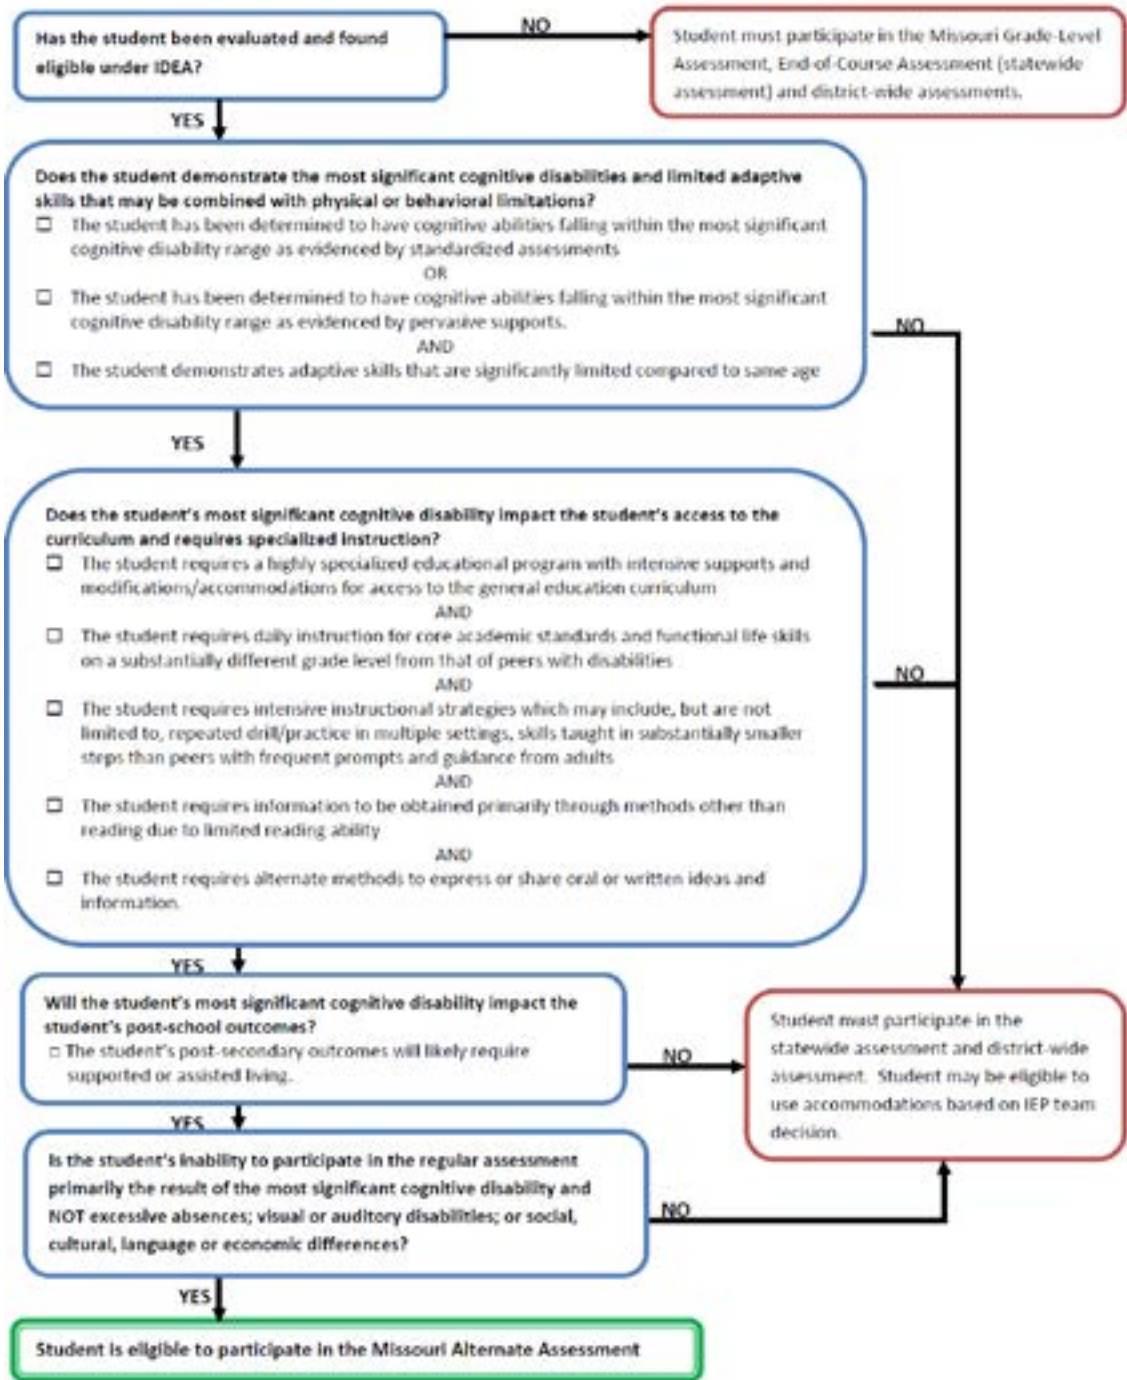 Has the student been evaluated and found
eligible under IDEA?
NO
Student must participate in the Missouri Grade-Level
Assessment, End-of-Course Assessment (statewide
assessment) and district-wide assessments.
YES
Does the student demonstrate the most significant cognitive disabilities and limited adaptive
skills that may be combined with physical or behavioral limitations?
☐ The student has been determined to have cognitive abilities falling within the most significant
cognitive disability range as evidenced by standardized assessments
OR
☐ The student has been determined to have cognitive abilities falling within the most significant
cognitive disability range as evidenced by pervasive supports.
AND
☐ The student demonstrates adaptive skills that are significantly limited compared to same age
NO
YES
Does the student's most significant cognitive disability impact the student's access to the
curriculum and requires specialized instruction?
☐ The student requires a highly specialized educational program with intensive supports and
modifications/accommodations for access to the general education curriculum
AND
☐ The student requires daily instruction for core academic standards and functional life skills
on a substantially different grade level from that of peers with disabilities
AND
☐ The student requires intensive instructional strategies which may include, but are not
limited to, repeated drill/practice in multiple settings, skills taught in substantially smaller
steps than peers with frequent prompts and guidance from adults
AND
☐ The student requires information to be obtained primarily through methods other than
reading due to limited reading ability
AND
☐ The student requires alternate methods to express or share oral or written ideas and
information.
NO
YES
Will the student's most significant cognitive disability impact the
student's post-school outcomes?
☐ The student's post-secondary outcomes will likely require
supported or assisted living.
NO
Student must participate in the
statewide assessment and district-wide
assessment. Student may be eligible to
use accommodations based on IEP team
decision.
YES
Is the student's inability to participate in the regular assessment
primarily the result of the most significant cognitive disability and
NOT excessive absences; visual or auditory disabilities; or social,
cultural, language or economic differences?
NO
YES
Student is eligible to participate in the Missouri Alternate Assessment